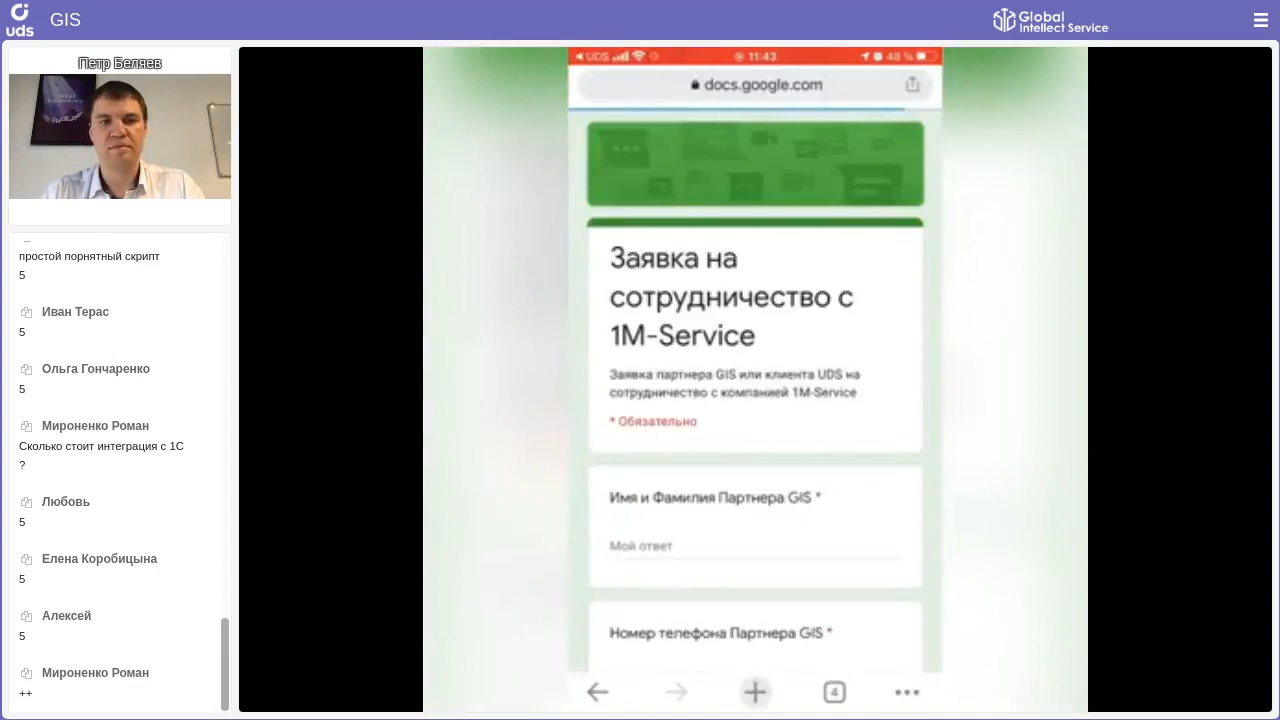 uds
GIS
Global
Intellect Service
Петр Беляев
простой порнятный скрипт
5
Иван Терас
5
Ольга Гончаренко
5
Мироненко Роман
Сколько стоит интеграция с 1С
?
Любовь
5
Елена Коробицына
5
Алексей
5
Мироненко Роман
++
UDS
11:43
48 %
docs.google.com
Заявка на
сотрудничество с
1M-Service
Заявка партнера GIS или клиента UDS на
сотрудничество с компанией 1M-Service
* Обязательно
Имя и Фамилия Партнера GIS *
Мой ответ
Номер телефона Партнера GIS *
4